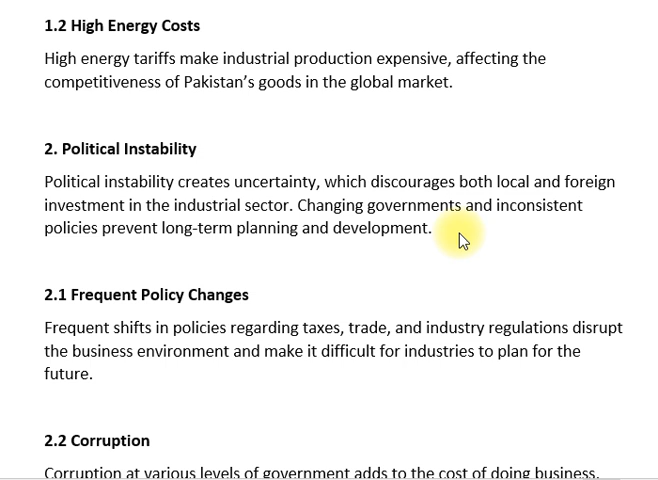 1.2 High Energy Costs
High energy tariffs make industrial production expensive, affecting the
competitiveness of Pakistan’s goods in the global market.
2. Political Instability
Political instability creates uncertainty, which discourages both local and foreign
investment in the industrial sector. Changing governments and inconsistent
policies prevent long-term planning and development.
2.1 Frequent Policy Changes
Frequent shifts in policies regarding taxes, trade, and industry regulations disrupt
the business environment and make it difficult for industries to plan for the
future.
2.2 Corruption
Corruption at various levels of government adds to the cost of doing business.